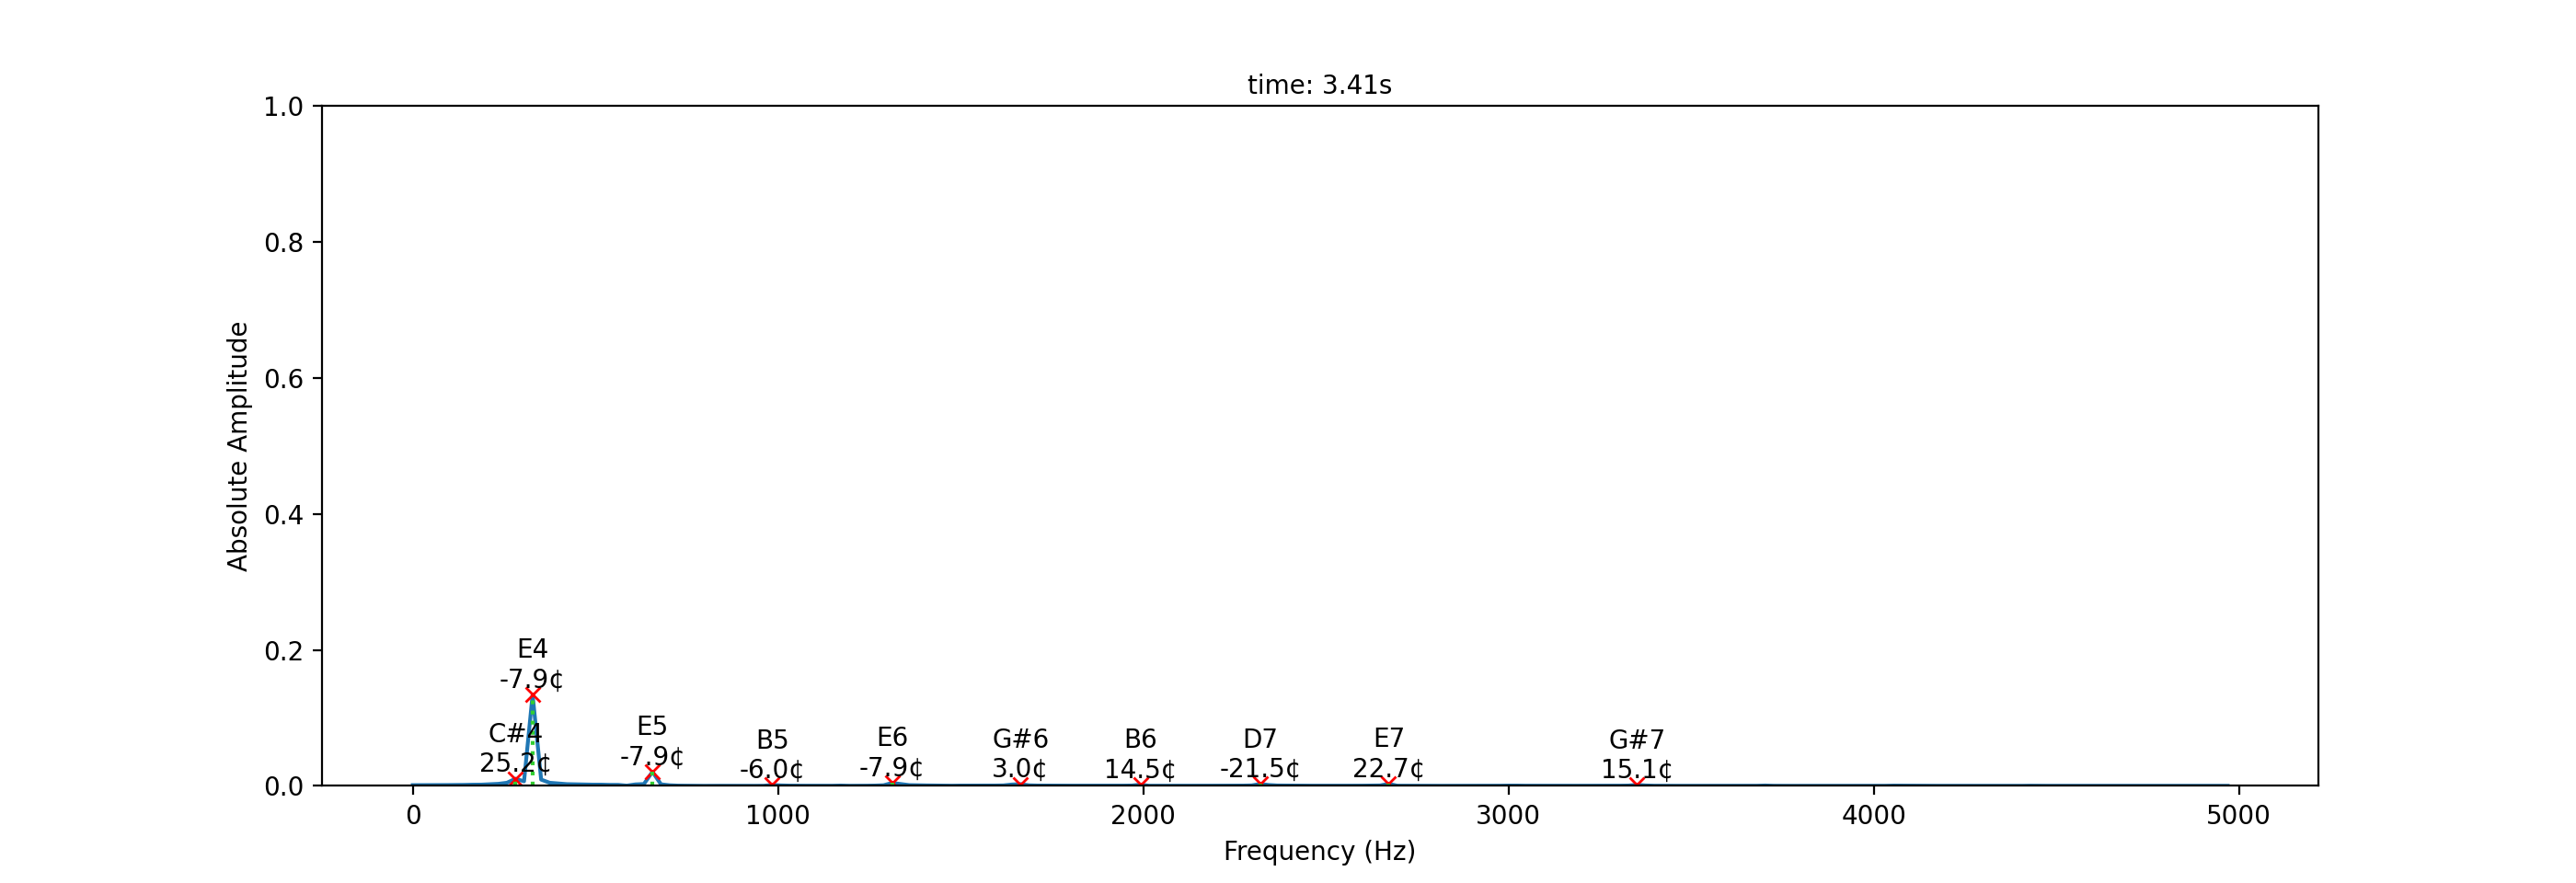 time: 3.41s
1.0
0.8
0.6
0.4
0.2
0.0
Absolute Amplitude
E4
-7.9¢
C#4
25.2¢
E5
-7.9¢
B5
-6.0¢
E6
-7.9¢
G#6
3.0¢
B6
14.5¢
D7
-21.5¢
E7
22.7¢
G#7
15.1¢
0
1000
2000
3000
4000
5000
Frequency (Hz)